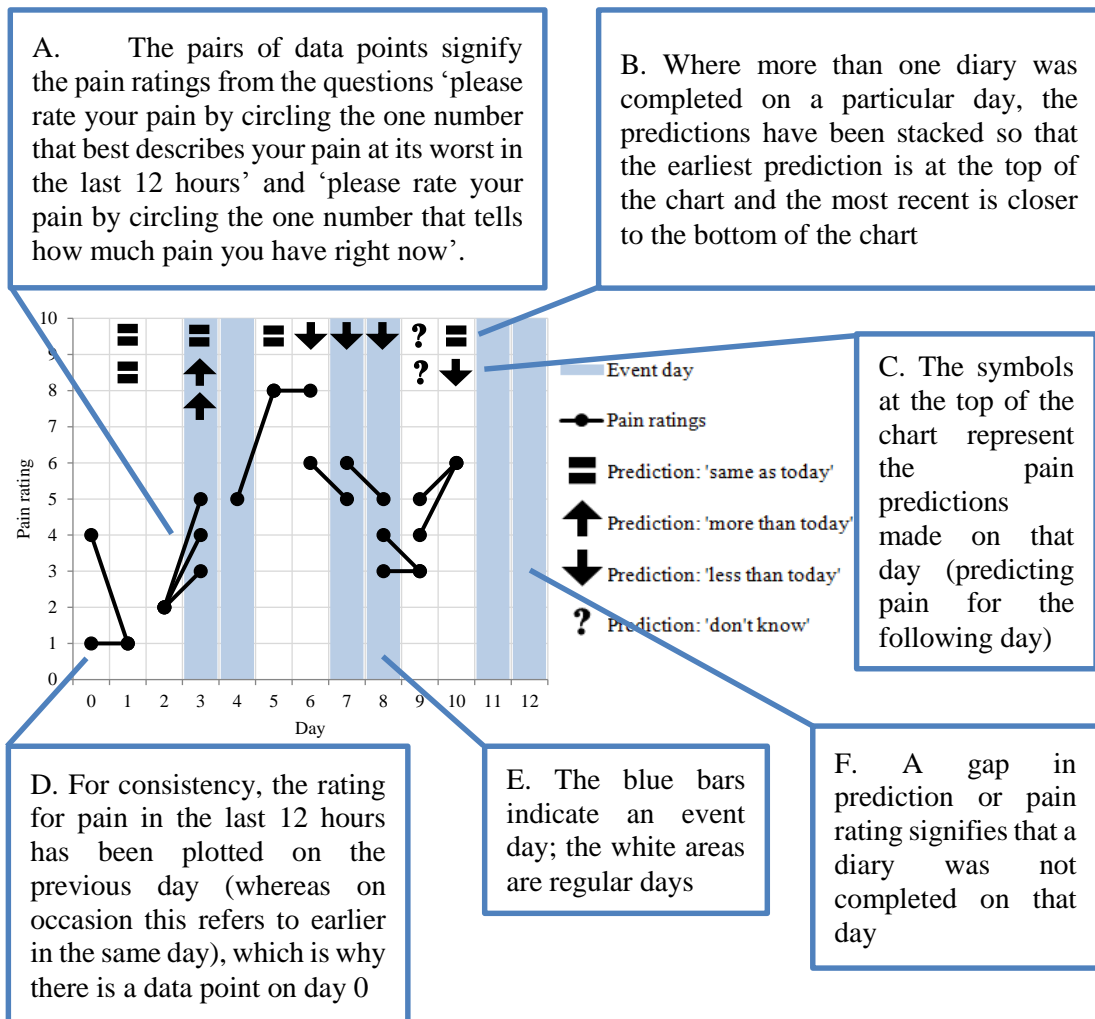 A. The pairs of data points signify
the pain ratings from the questions ‘please
rate your pain by circling the one number
that best describes your pain at its worst in
the last 12 hours’ and ‘please rate your
pain by circling the one number that tells
how much pain you have right now’.
B. Where more than one diary was
completed on a particular day, the
predictions have been stacked so that
the earliest prediction is at the top of
the chart and the most recent is closer
to the bottom of the chart
10
9
8
7
6
5
4
3
2
1
0
Pain rating
? 
?
0 1 2 3 4 5 6 7 8 9 10 11 12
Day
Event day
Pain ratings
Prediction: 'same as today'
Prediction: 'more than today'
Prediction: 'less than today'
? Prediction: 'don't know'
C. The symbols
at the top of the
chart represent
the pain
predictions
made on that
day (predicting
pain for the
following day)
D. For consistency, the rating
for pain in the last 12 hours
has been plotted on the
previous day (whereas on
occasion this refers to earlier
in the same day), which is why
there is a data point on day 0
E. The blue bars
indicate an event
day; the white areas
are regular days
F. A gap in
prediction or pain
rating signifies that a
diary was not
completed on that
day